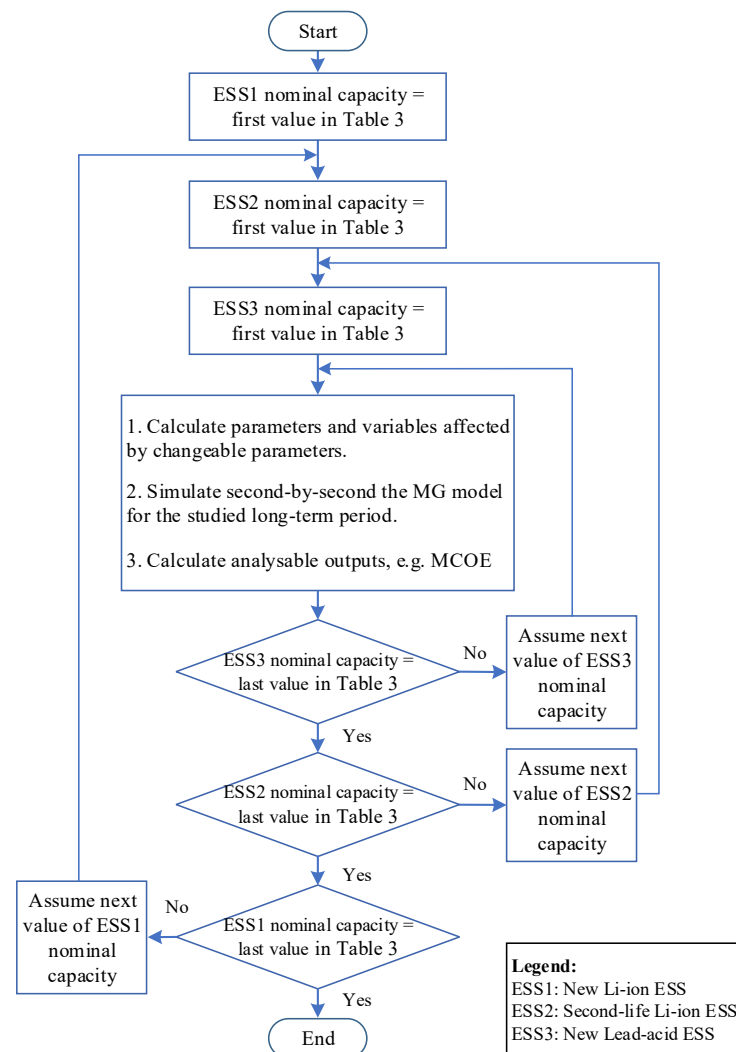 Start
ESS1 nominal capacity =
first value in Table 3
ESS2 nominal capacity =
first value in Table 3
ESS3 nominal capacity =
first value in Table 3
1. Calculate parameters and variables affected
by changeable parameters.
2. Simulate second-by-second the MG model
for the studied long-term period.
3. Calculate analysable outputs, e.g. MCOE
ESS3 nominal capacity =
last value in Table 3
No
Assume next
value of ESS3
nominal
capacity
Yes
ESS2 nominal capacity =
last value in Table 3
No
Assume next
value of ESS2
nominal
capacity
Yes
ESS1 nominal capacity =
last value in Table 3
No
Assume next
value of ESS1
nominal
capacity
Yes
End
Legend:
ESS1: New Li-ion ESS
ESS2: Second-life Li-ion ESS
ESS3: New Lead-acid ESS